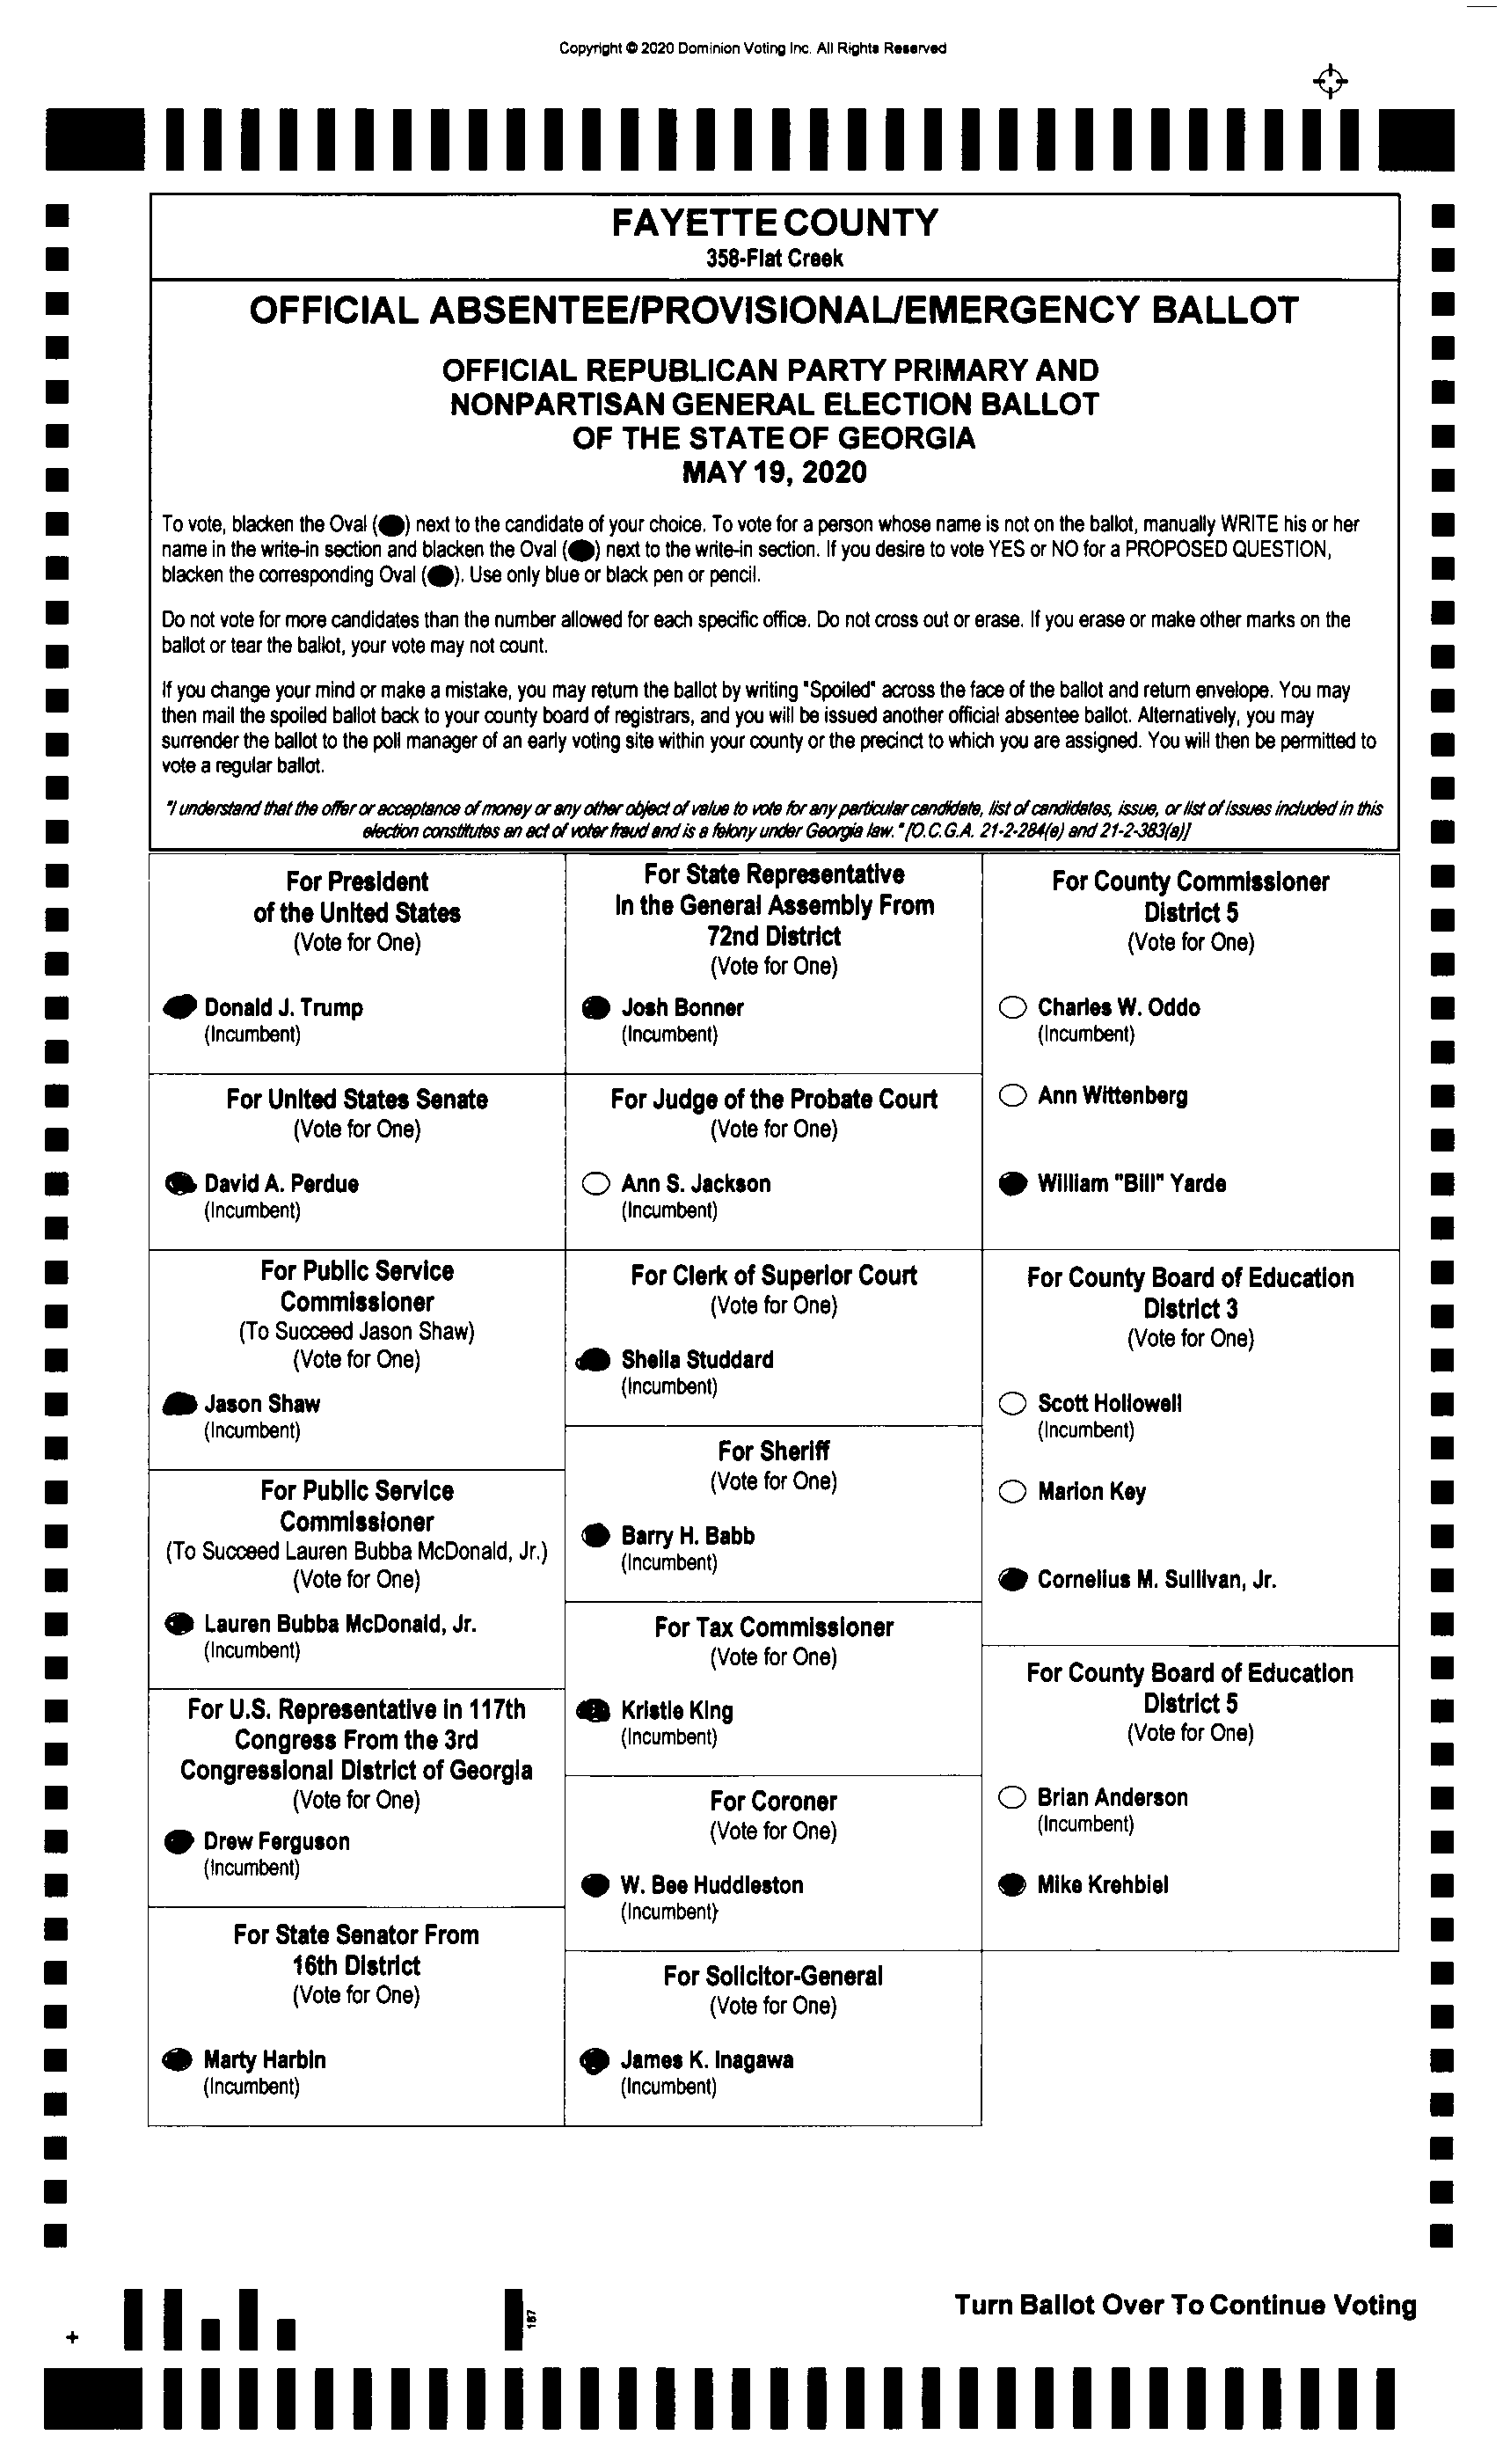 Copyright © 2020 Dominion Voting Inc. All Rights Reserved
FAYETTE COUNTY
358-Flat Creek
OFFICIAL ABSENTEE/PROVISIONAL/EMERGENCY BALLOT
OFFICIAL REPUBLICAN PARTY PRIMARY AND
NONPARTISAN GENERAL ELECTION BALLOT
OF THE STATE OF GEORGIA
MAY 19, 2020
To vote, blacken the Oval (⬬) next to the candidate of your choice. To vote for a person whose name is not on the ballot, manually WRITE his or her
name in the write-in section and blacken the Oval (⬬) next to the write-in section. If you desire to vote YES or NO for a PROPOSED QUESTION,
blacken the corresponding Oval (⬬). Use only blue or black pen or pencil.
Do not vote for more candidates than the number allowed for each specific office. Do not cross out or erase. If you erase or make other marks on the
ballot or tear the ballot, your vote may not count.
If you change your mind or make a mistake, you may return the ballot by writing "Spoiled" across the face of the ballot and return envelope. You may
then mail the spoiled ballot back to your county board of registrars, and you will be issued another official absentee ballot. Alternatively, you may
surrender the ballot to the poll manager of an early voting site within your county or the precinct to which you are assigned. You will then be permitted to
vote a regular ballot.
"I understand that the offer or acceptance of money or any other object of value to vote for any particular candidate, list of candidates, issue, or list of issues included in this
election constitutes an act of voter fraud and is a felony under Georgia law." [O.C.G.A. 21-2-284(e) and 21-2-383(a)]
For President
of the United States
(Vote for One)
Donald J. Trump
(Incumbent)
For United States Senate
(Vote for One)
David A. Perdue
(Incumbent)
For Public Service
Commissioner
(To Succeed Jason Shaw)
(Vote for One)
Jason Shaw
(Incumbent)
For Public Service
Commissioner
(To Succeed Lauren Bubba McDonald, Jr.)
(Vote for One)
Lauren Bubba McDonald, Jr.
(Incumbent)
For U.S. Representative in 117th
Congress From the 3rd
Congressional District of Georgia
(Vote for One)
Drew Ferguson
(Incumbent)
For State Senator From
16th District
(Vote for One)
Marty Harbin
(Incumbent)
For State Representative
In the General Assembly From
72nd District
(Vote for One)
Josh Bonner
(Incumbent)
For Judge of the Probate Court
(Vote for One)
Ann S. Jackson
(Incumbent)
For Clerk of Superior Court
(Vote for One)
Sheila Studdard
(Incumbent)
For Sheriff
(Vote for One)
Barry H. Babb
(Incumbent)
For Tax Commissioner
(Vote for One)
Kristie King
(Incumbent)
For Coroner
(Vote for One)
W. Bee Huddleston
(Incumbent)
For Solicitor-General
(Vote for One)
James K. Inagawa
(Incumbent)
For County Commissioner
District 5
(Vote for One)
Charles W. Oddo
(Incumbent)
Ann Wittenberg
William "Bill" Yarde
For County Board of Education
District 3
(Vote for One)
Scott Hollowell
(Incumbent)
Marion Key
Cornelius M. Sullivan, Jr.
For County Board of Education
District 5
(Vote for One)
Brian Anderson
(Incumbent)
Mike Krehbiel
Turn Ballot Over To Continue Voting
187